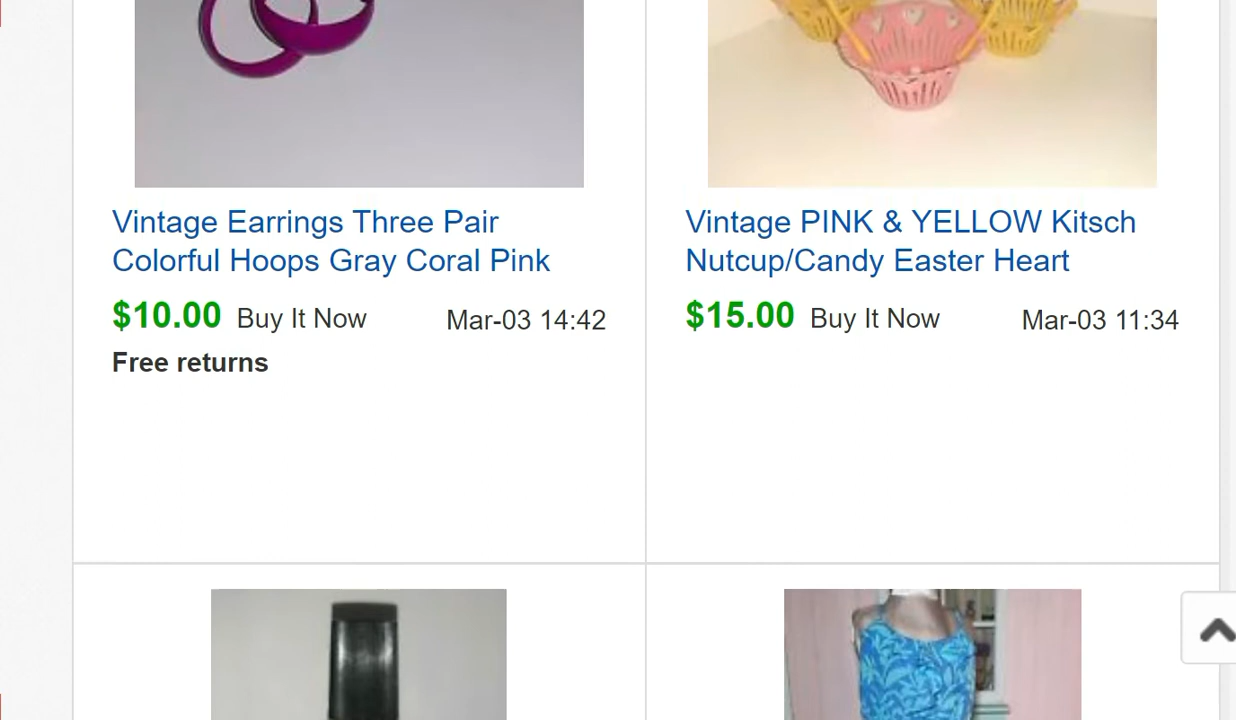 Vintage Earrings Three Pair
Colorful Hoops Gray Coral Pink
$10.00 Buy It Now Mar-03 14:42
Free returns
Vintage PINK & YELLOW Kitsch
Nutcup/Candy Easter Heart
$15.00 Buy It Now Mar-03 11:34